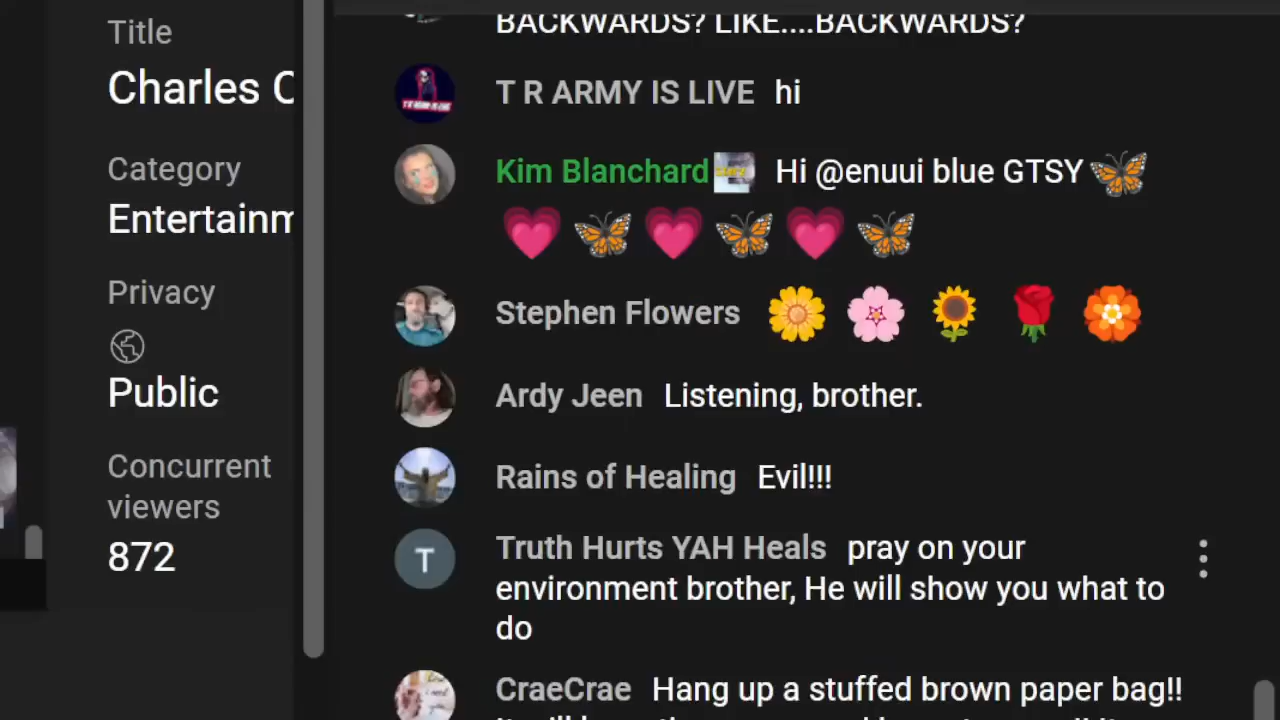 Title
Charles C
Category
Entertainm
Privacy
Public
Concurrent
viewers
872
BACKWARDS? LIKE....BACKWARDS?
T R ARMY IS LIVE hi
Kim Blanchard Hi @enuui blue GTSY 🦋
💗 🦋 💗 🦋 💗 🦋
Stephen Flowers 🌼 🌸 🌻 🌹 🏵️
Ardy Jeen Listening, brother.
Rains of Healing Evil!!!
T
Truth Hurts YAH Heals pray on your
environment brother, He will show you what to
do
CraeCrae Hang up a stuffed brown paper bag!!